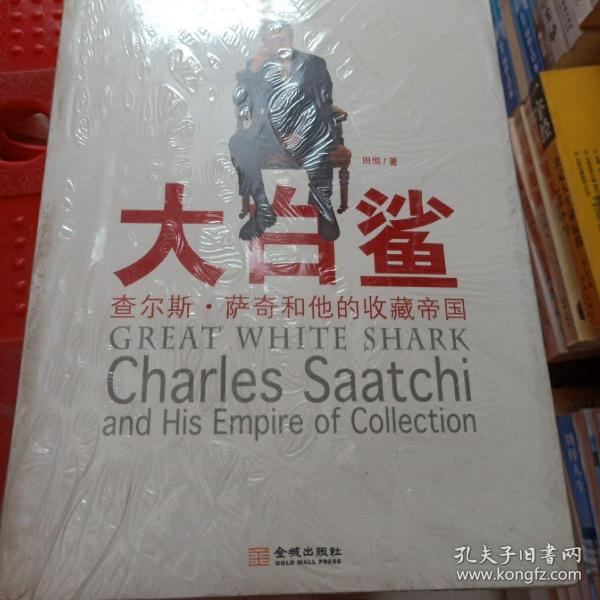 田恒/著
大白鲨
查尔斯·萨奇和他的收藏帝国
GREAT WHITE SHARK
Charles Saatchi
and His Empire of Collection
金城出版社
GOLD WALL PRESS
孔夫子旧书网
www.kongfz.com